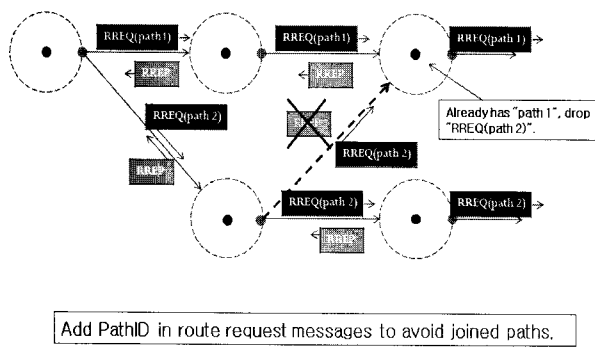 RREQ(path1)
RREQ(path1)
RREQ(path 1)
RREP
RREP
Already has "path 1", drop
"RREQ(path 2)".
RREQ(path 2)
RREQ(path 2)
RREP
RREQ(path 2)
RREQ(path 2)
RREP
Add PathID in route request messages to avoid joined paths.